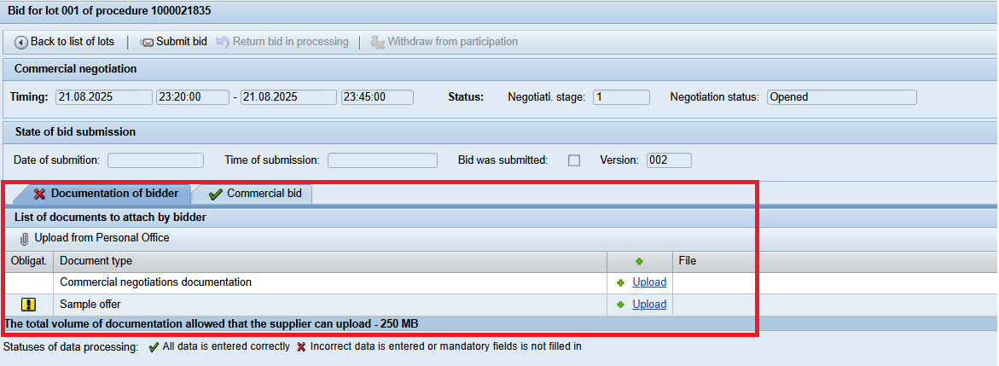 Bid for lot 001 of procedure 1000021835
Back to list of lots Submit bid Return bid in processing Withdraw from participation
Commercial negotiation
Timing: 21.08.2025 23:20:00 - 21.08.2025 23:45:00 Status: Negotiati. stage: 1 Negotiation status: Opened
State of bid submission
Date of submition: Time of submission: Bid was submitted: Version: 002
Documentation of bidder Commercial bid
List of documents to attach by bidder
Upload from Personal Office
Obligat. Document type File
Commercial negotiations documentation Upload
Sample offer Upload
The total volume of documentation allowed that the supplier can upload - 250 MB
Statuses of data processing: All data is entered correctly Incorrect data is entered or mandatory fields is not filled in